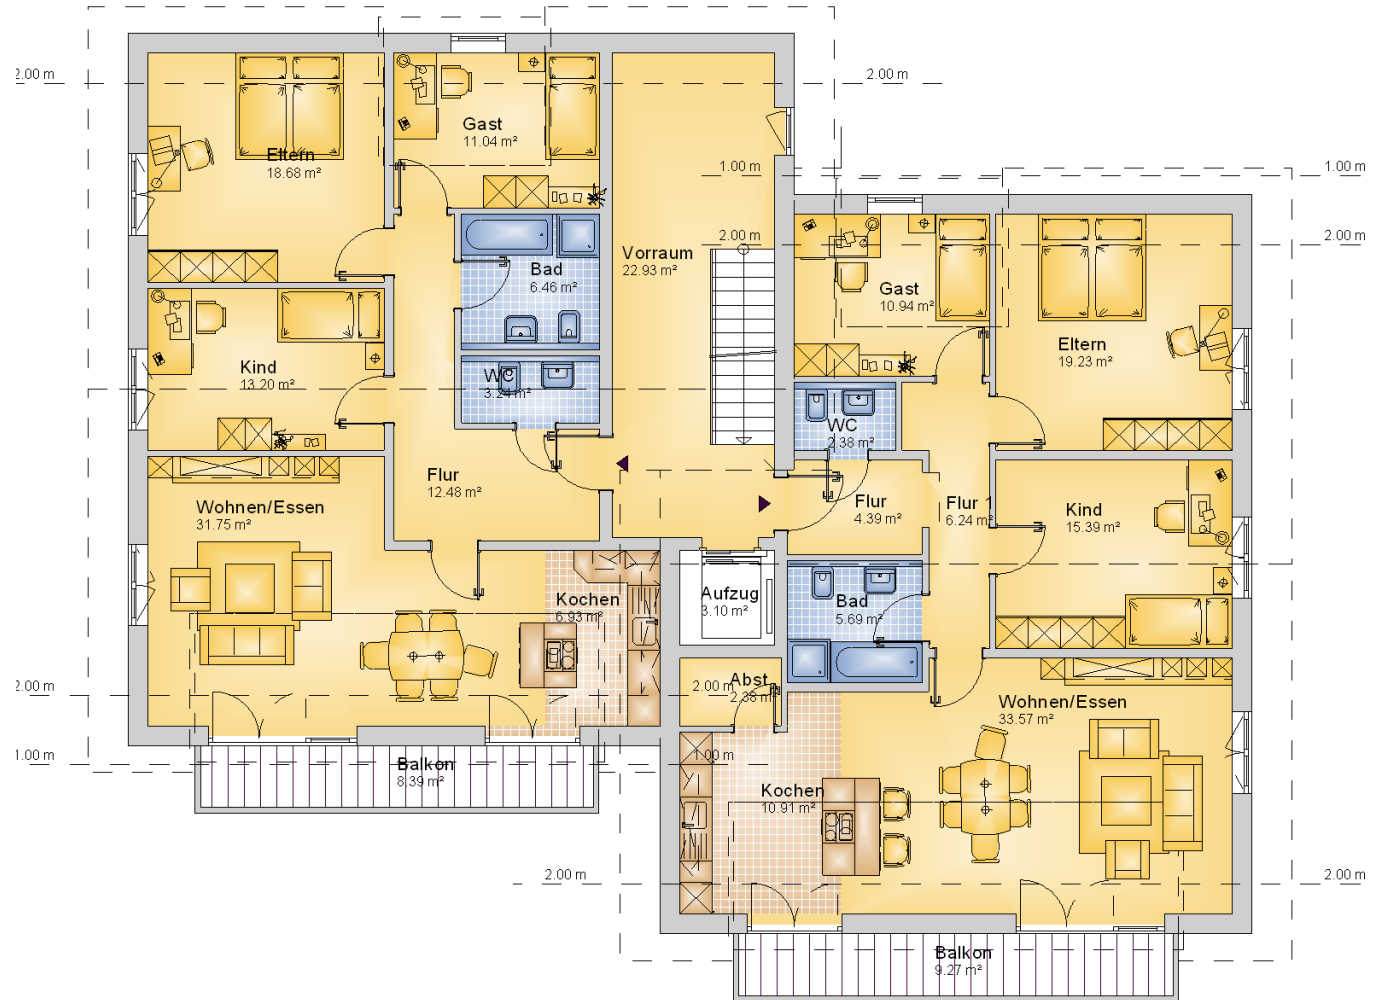 2.00 m
2.00 m
Gast
11.04 m²
Eltern
18.68 m²
1.00 m
1.00 m
2.00 m
2.00 m
Vorraum
22.93 m²
Bad
6.46 m²
Gast
10.94 m²
Eltern
19.23 m²
Kind
13.20 m²
WC
3.24 m²
WC
2.38 m²
Flur
12.48 m²
Wohnen/Essen
31.75 m²
Flur
4.39 m²
Flur 1
6.24 m²
Kind
15.39 m²
Kochen
6.93 m²
Aufzug
3.10 m²
Bad
5.69 m²
2.00 m
2.00 m
Abst
2.38 m²
Wohnen/Essen
33.57 m²
1.00 m
1.00 m
Balkon
8.39 m²
Kochen
10.91 m²
2.00 m
2.00 m
Balkon
9.27 m²